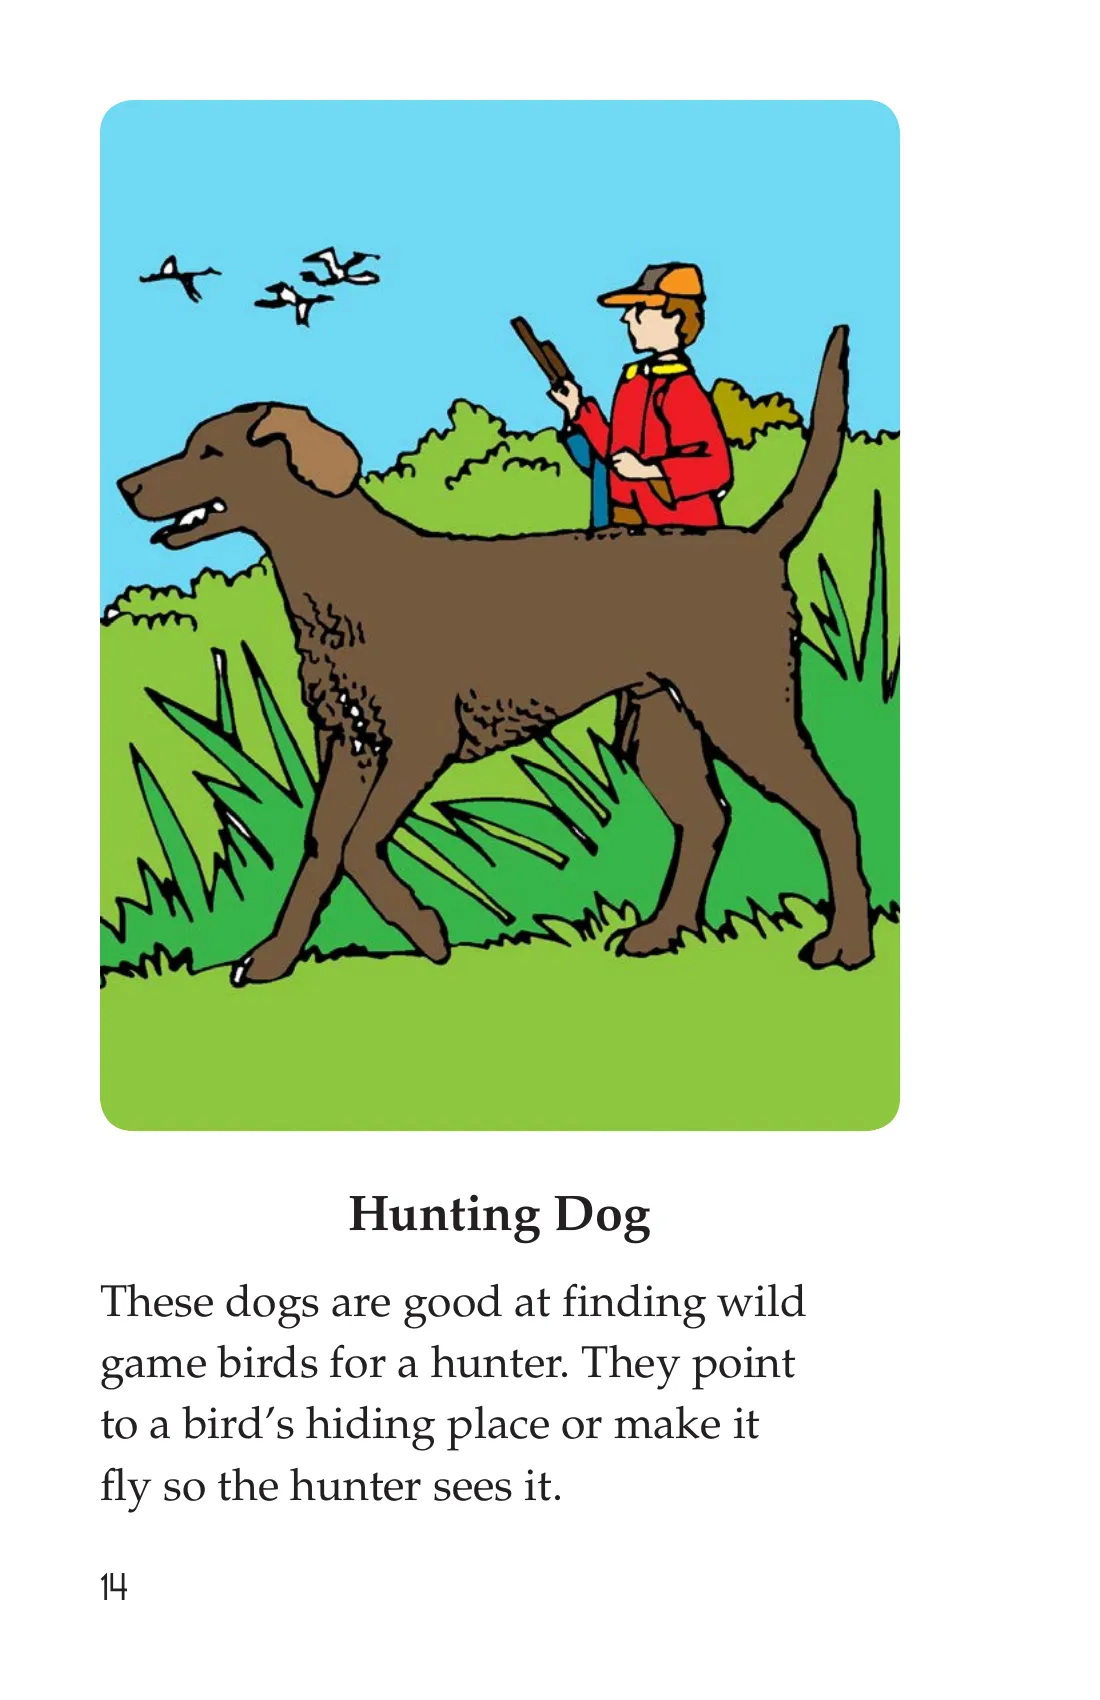 Hunting Dog
These dogs are good at finding wild
game birds for a hunter. They point
to a bird’s hiding place or make it
fly so the hunter sees it.
14